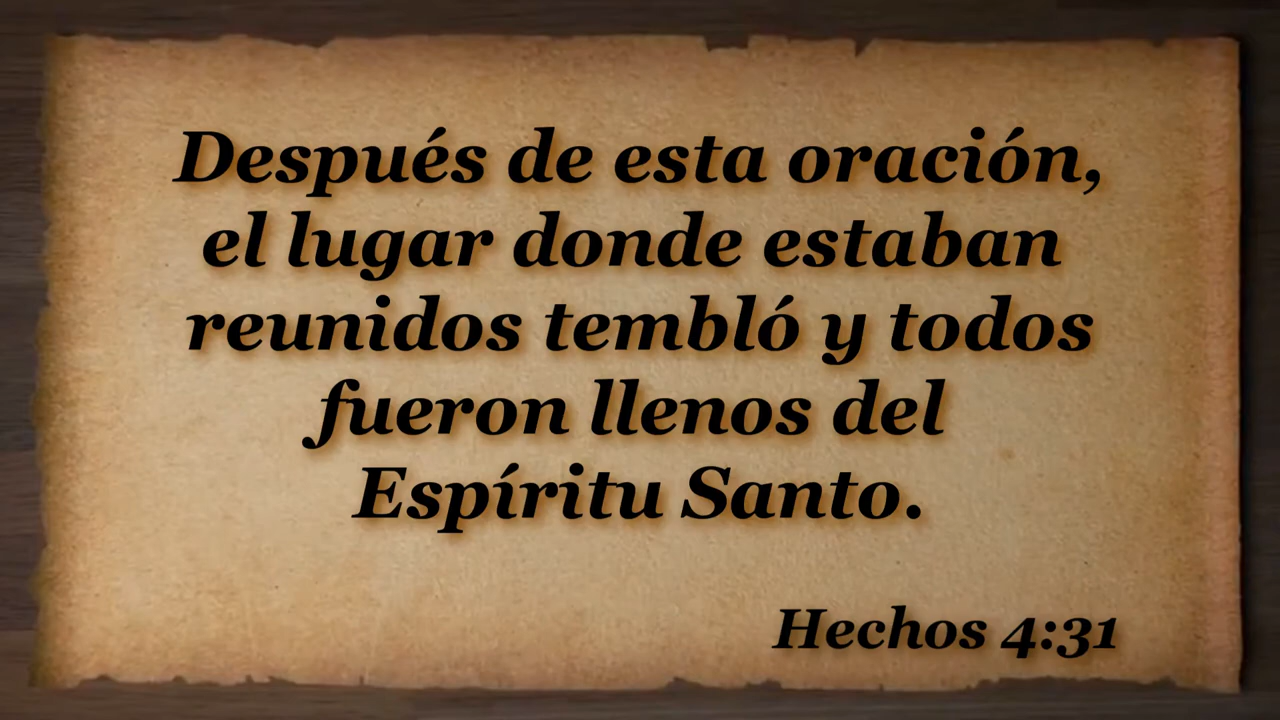 Después de esta oración,
el lugar donde estaban
reunidos tembló y todos
fueron llenos del
Espíritu Santo.
Hechos 4:31